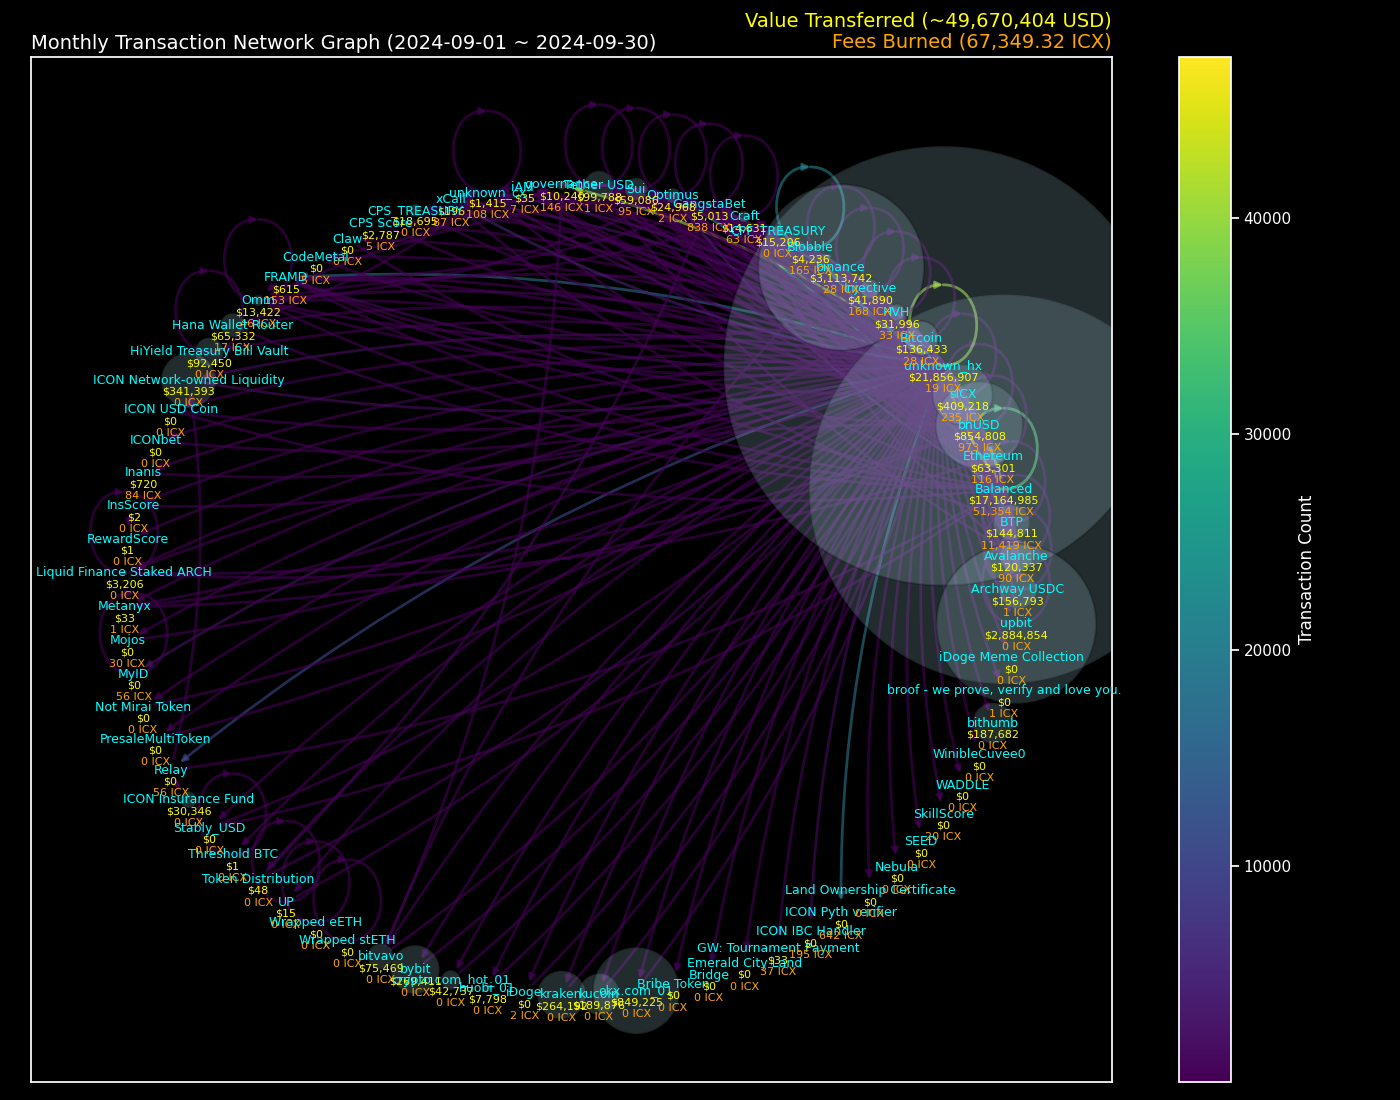 Value Transferred (~49,670,404 USD)
Monthly Transaction Network Graph (2024-09-01 ~ 2024-09-30)
Fees Burned (67,349.32 ICX)
governance
$10,240
146 ICX
Tether USD
$99,788
1 ICX
Sui
$59,086
95 ICX
Optimus
$24,968
2 ICX
GangstaBet
$5,013
838 ICX
Craft
$14,631
63 ICX
CFT_TREASURY
$15,206
0 ICX
Blobble
$4,236
165 ICX
binance
$3,113,742
28 ICX
Injective
$41,890
168 ICX
HVH
$31,996
33 ICX
Bitcoin
$136,433
28 ICX
unknown_hx
$21,856,907
19 ICX
sICX
$409,218
235 ICX
bnUSD
$854,808
973 ICX
Ethereum
$63,301
116 ICX
Balanced
$17,164,985
51,354 ICX
BTP
$144,811
11,419 ICX
Avalanche
$120,337
90 ICX
Archway USDC
$156,793
1 ICX
upbit
$2,884,854
0 ICX
iDoge Meme Collection
$0
0 ICX
broof - we prove, verify and love you.
$0
1 ICX
bithumb
$187,682
0 ICX
WinibleCuvee0
$0
0 ICX
WADDLE
$0
0 ICX
SkillScore
$0
20 ICX
SEED
$0
0 ICX
Nebula
$0
0 ICX
Land Ownership Certificate
$0
0 ICX
ICON Pyth verifier
$0
642 ICX
ICON IBC Handler
$0
195 ICX
GW: Tournament Payment
$33
37 ICX
Emerald City Land
$0
0 ICX
Bridge
$0
0 ICX
Bribe Token
$0
0 ICX
okx.com_01
$849,225
0 ICX
kucoin
$189,876
0 ICX
kraken
$264,192
0 ICX
iDoge
$0
2 ICX
huobi_01
$7,798
0 ICX
crypto.com_hot_01
$42,757
0 ICX
bybit
$269,411
0 ICX
bitvavo
$75,469
0 ICX
Wrapped stETH
$0
0 ICX
Wrapped eETH
$0
0 ICX
UP
$15
0 ICX
Token Distribution
$48
0 ICX
Threshold BTC
$1
0 ICX
Stably_USD
$0
0 ICX
ICON Insurance Fund
$30,346
0 ICX
Relay
$0
56 ICX
PresaleMultiToken
$0
0 ICX
Not Mirai Token
$0
0 ICX
MyID
$0
56 ICX
Mojos
$0
30 ICX
Metanyx
$33
1 ICX
Liquid Finance Staked ARCH
$3,206
0 ICX
RewardScore
$1
0 ICX
InsScore
$2
0 ICX
Inanis
$720
84 ICX
ICONbet
$0
0 ICX
ICON USD Coin
$0
0 ICX
ICON Network-owned Liquidity
$341,393
0 ICX
HiYield Treasury Bill Vault
$92,450
0 ICX
Hana Wallet Router
$65,332
17 ICX
Omm
$13,422
FRAMD
$615
153 ICX
CodeMetal
$0
5 ICX
Claw
$0
0 ICX
CPS Score
$2,787
5 ICX
CPS_TREASURY
$18,695
0 ICX
xCall
37 ICX
unknown_cx
$1,415
108 ICX
iAM
$35
7 ICX
40000
30000
20000
10000
Transaction Count